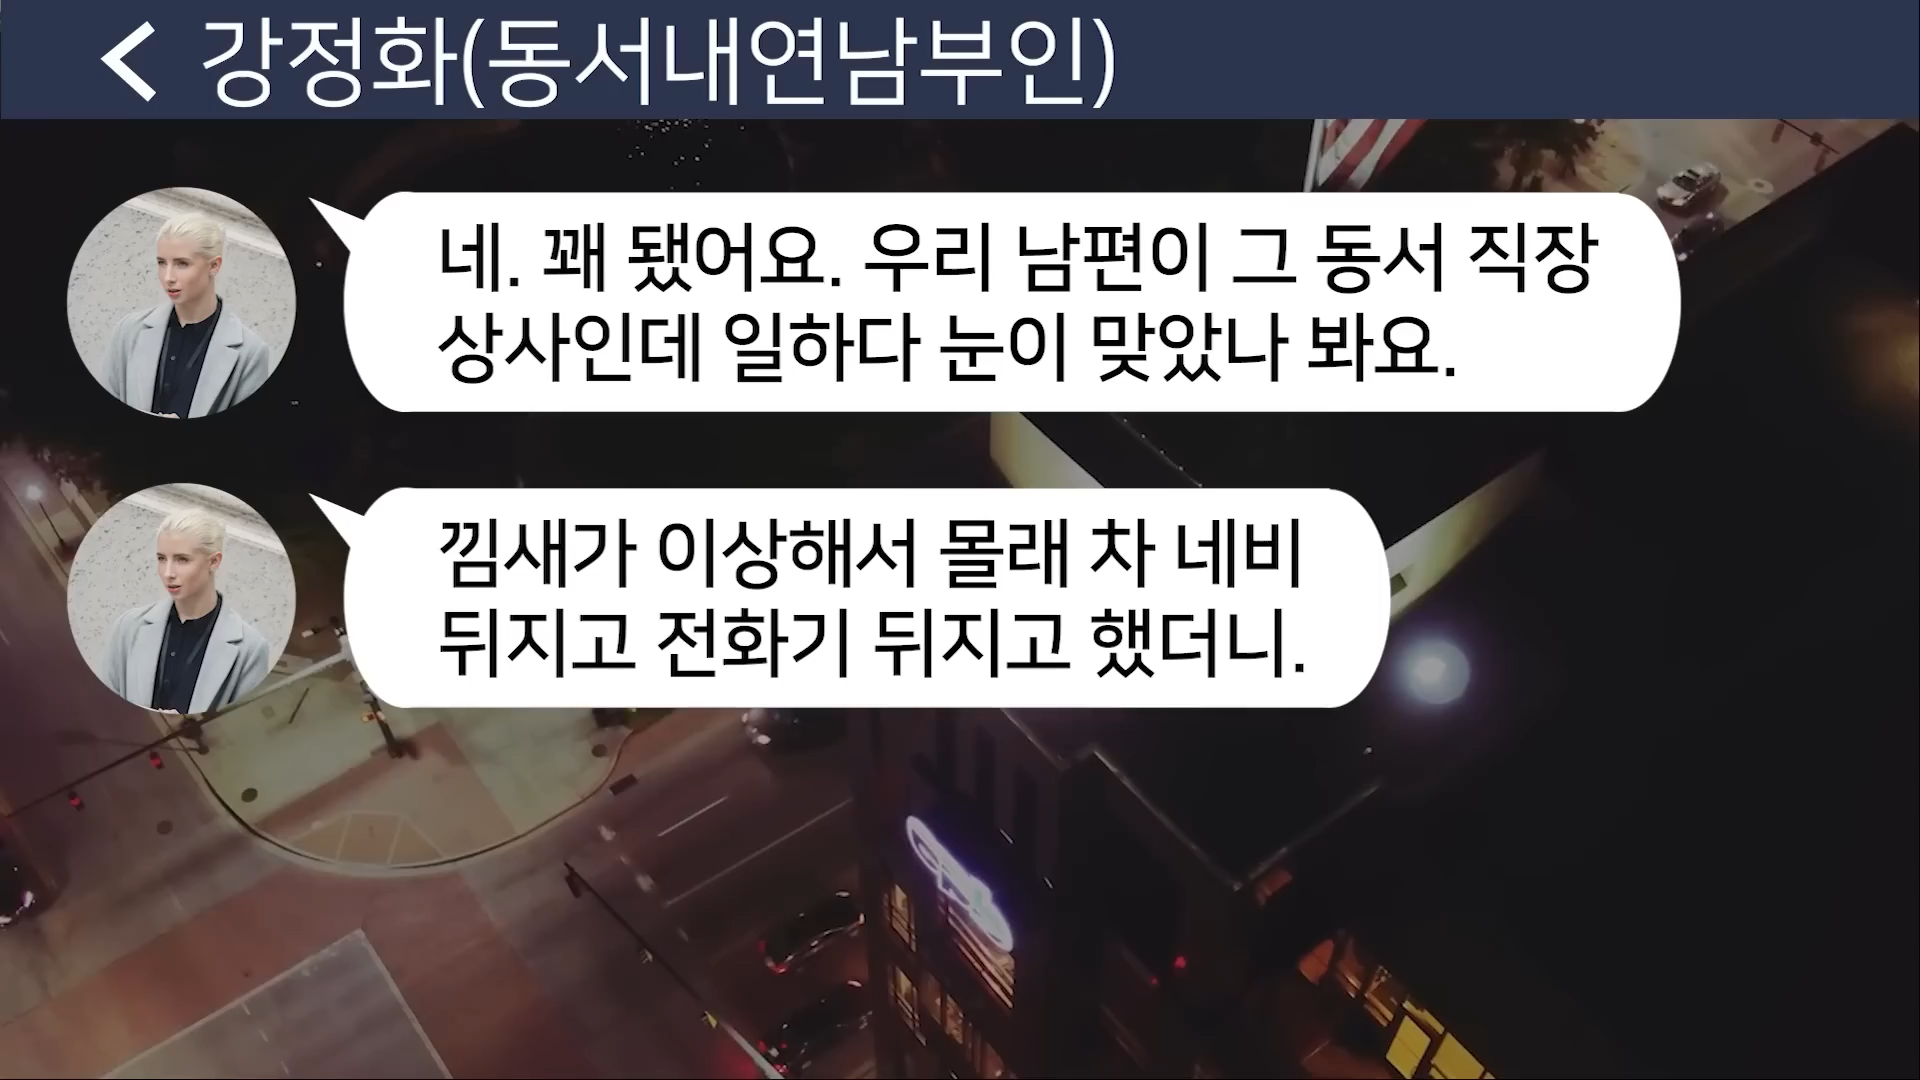 강정화(동서내연남부인)
네. 꽤 됐어요. 우리 남편이 그 동서 직장
상사인데 일하다 눈이 맞았나 봐요.
낌새가 이상해서 몰래 차 네비
뒤지고 전화기 뒤지고 했더니.